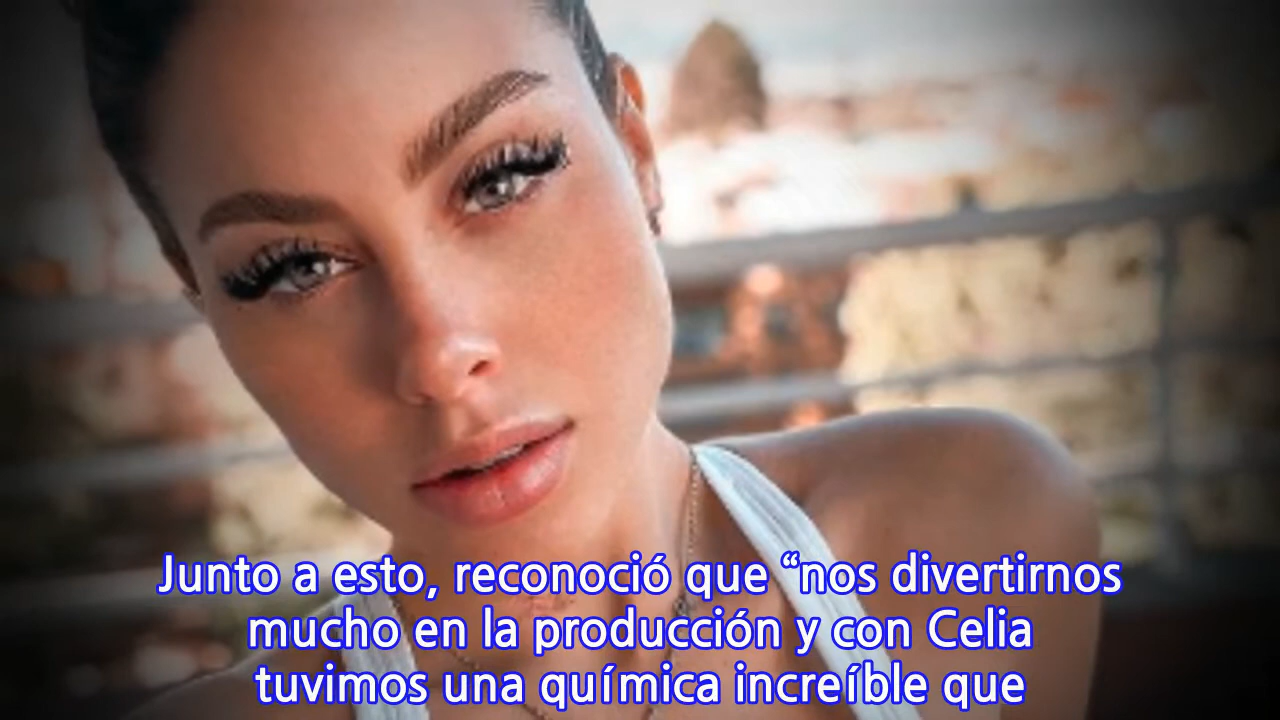 Junto a esto, reconoció que “nos divertirnos
mucho en la producción y con Celia
tuvimos una química increíble que